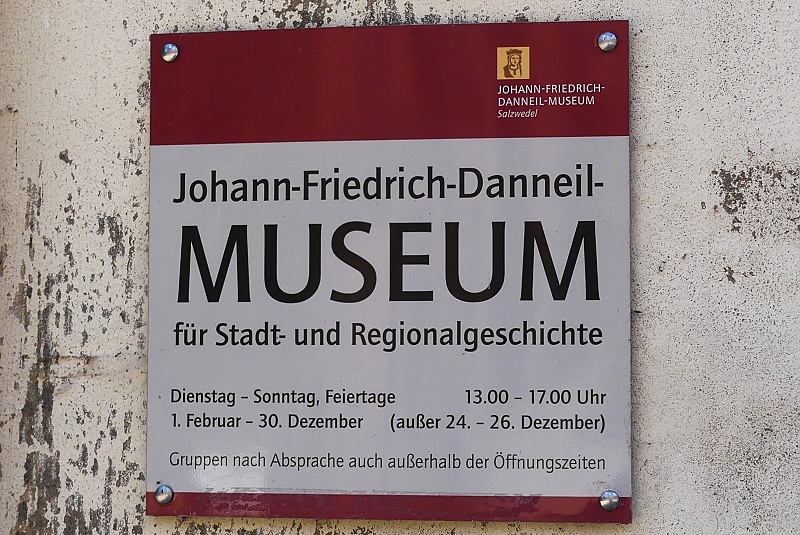 JOHANN-FRIEDRICH-
DANNEIL-MUSEUM
Salzwedel
Johann-Friedrich-Danneil-
MUSEUM
für Stadt- und Regionalgeschichte
Dienstag – Sonntag, Feiertage 13.00 – 17.00 Uhr
1. Februar – 30. Dezember (außer 24. – 26. Dezember)
Gruppen nach Absprache auch außerhalb der Öffnungszeiten